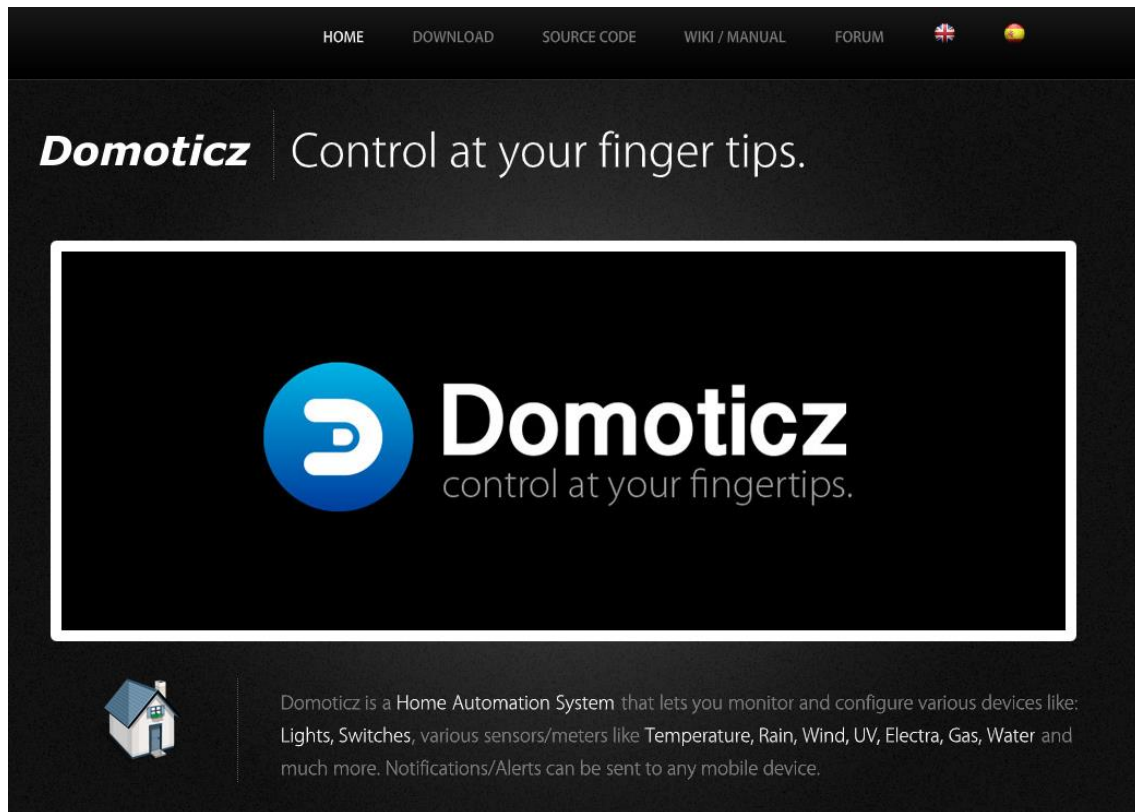 HOME DOWNLOAD SOURCE CODE WIKI / MANUAL FORUM
Domoticz Control at your finger tips.
Domoticz
control at your fingertips.
Domoticz is a Home Automation System that lets you monitor and configure various devices like:
Lights, Switches, various sensors/meters like Temperature, Rain, Wind, UV, Electra, Gas, Water and
much more. Notifications/Alerts can be sent to any mobile device.